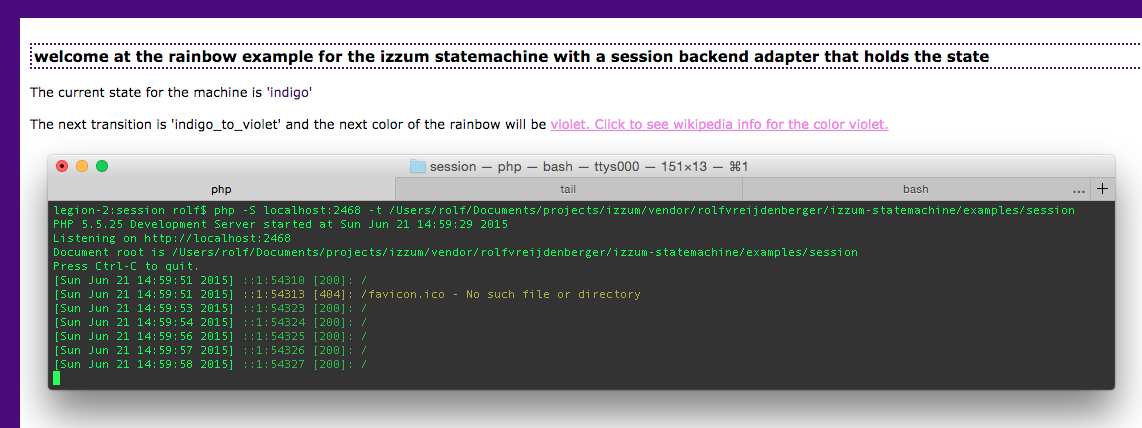 welcome at the rainbow example for the izzum statemachine with a session backend adapter that holds the state
The current state for the machine is 'indigo'
The next transition is 'indigo_to_violet' and the next color of the rainbow will be violet. Click to see wikipedia info for the color violet.
session — php — bash — ttys000 — 151×13 — ⌘1
php tail bash ... +
legion-2:session rolf$ php -S localhost:2468 -t /Users/rolf/Documents/projects/izzum/vendor/rolfvreijdenberger/izzum-statemachine/examples/session
PHP 5.5.25 Development Server started at Sun Jun 21 14:59:29 2015
Listening on http://localhost:2468
Document root is /Users/rolf/Documents/projects/izzum/vendor/rolfvreijdenberger/izzum-statemachine/examples/session
Press Ctrl-C to quit.
[Sun Jun 21 14:59:51 2015] ::1:54310 [200]: /
[Sun Jun 21 14:59:51 2015] ::1:54313 [404]: /favicon.ico - No such file or directory
[Sun Jun 21 14:59:53 2015] ::1:54323 [200]: /
[Sun Jun 21 14:59:54 2015] ::1:54324 [200]: /
[Sun Jun 21 14:59:56 2015] ::1:54325 [200]: /
[Sun Jun 21 14:59:57 2015] ::1:54326 [200]: /
[Sun Jun 21 14:59:58 2015] ::1:54327 [200]: /